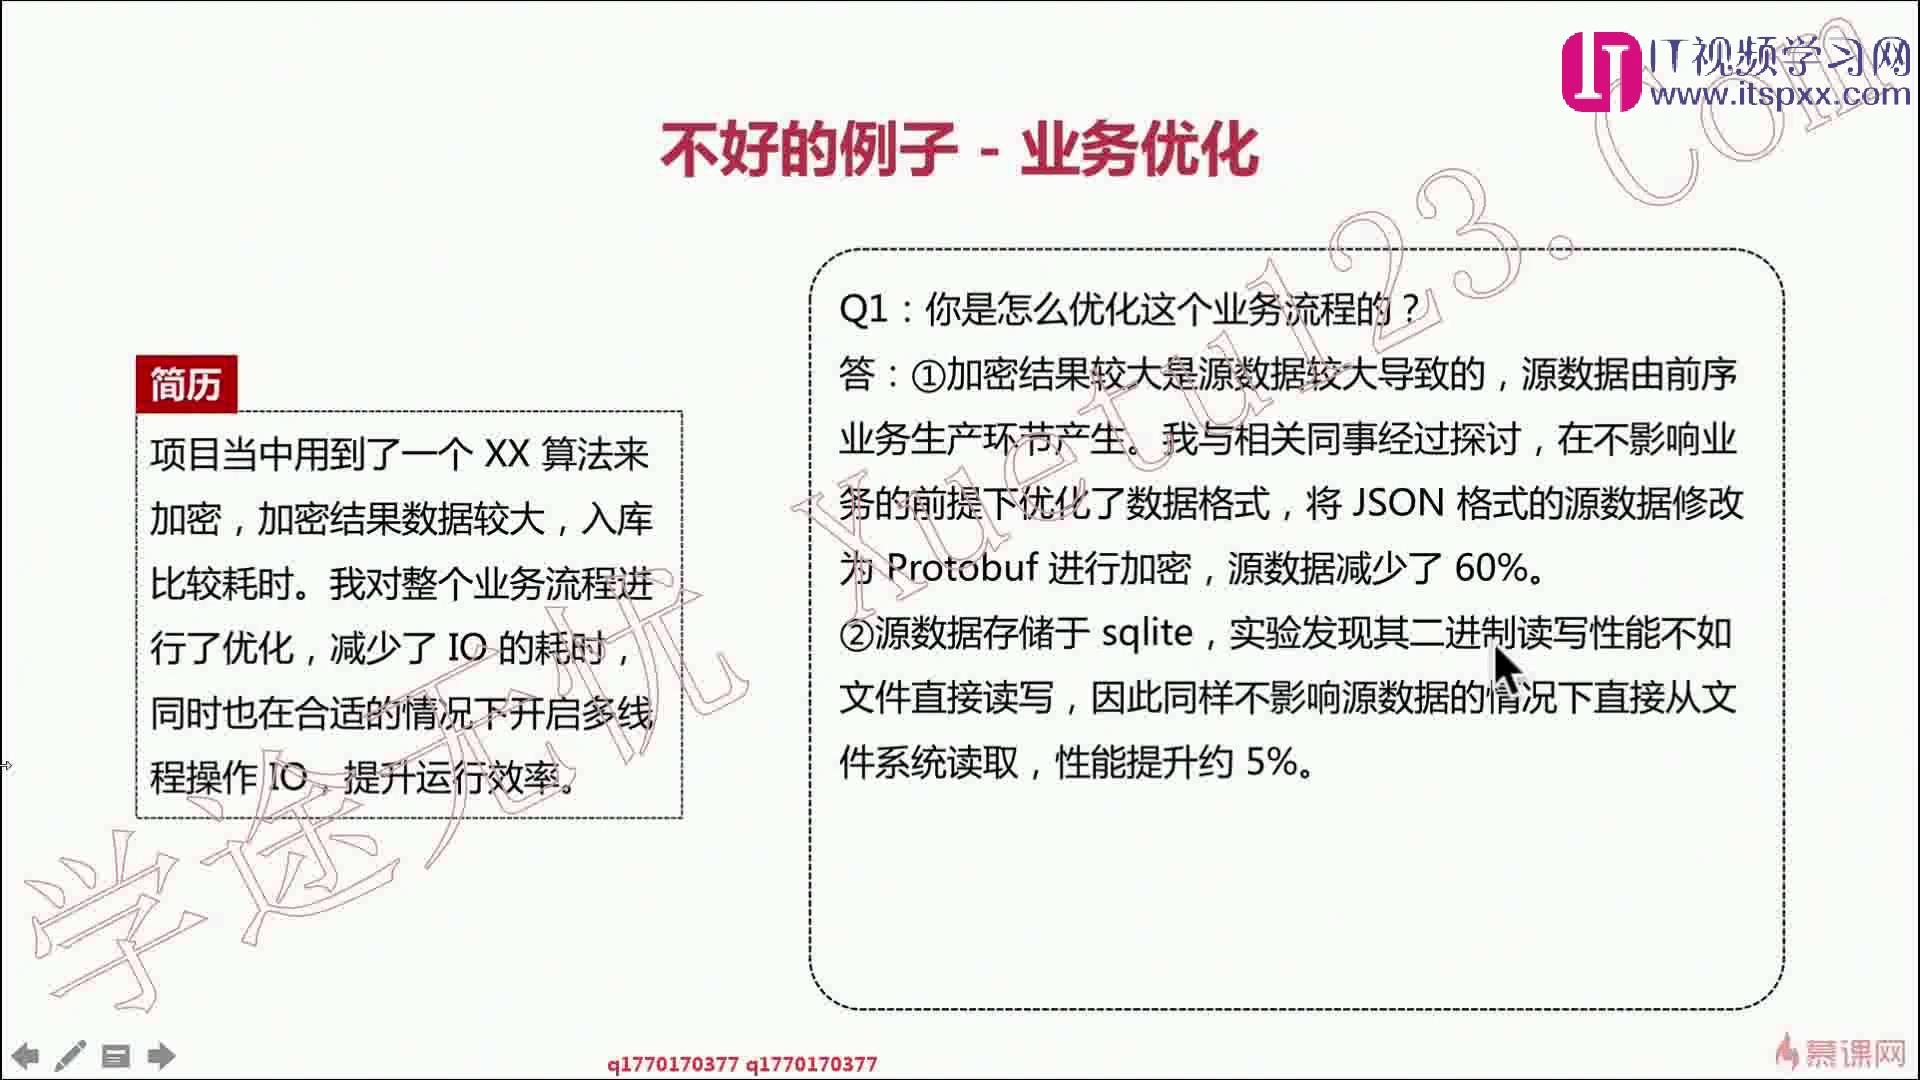 IT视频学习网
www.itspxx.com
不好的例子 - 业务优化
简历
项目当中用到了一个 XX 算法来
加密，加密结果数据较大，入库
比较耗时。我对整个业务流程进
行了优化，减少了 IO 的耗时，
同时也在合适的情况下开启多线
程操作 IO，提升运行效率。
Q1：你是怎么优化这个业务流程的？
答：①加密结果较大是源数据较大导致的，源数据由前序
业务生产环节产生。我与相关同事经过探讨，在不影响业
务的前提下优化了数据格式，将 JSON 格式的源数据修改
为 Protobuf 进行加密，源数据减少了 60%。
②源数据存储于 sqlite，实验发现其二进制读写性能不如
文件直接读写，因此同样不影响源数据的情况下直接从文
件系统读取，性能提升约 5%。
学途无忧 Xuetu123.Com
q1770170377 q1770170377
慕课网